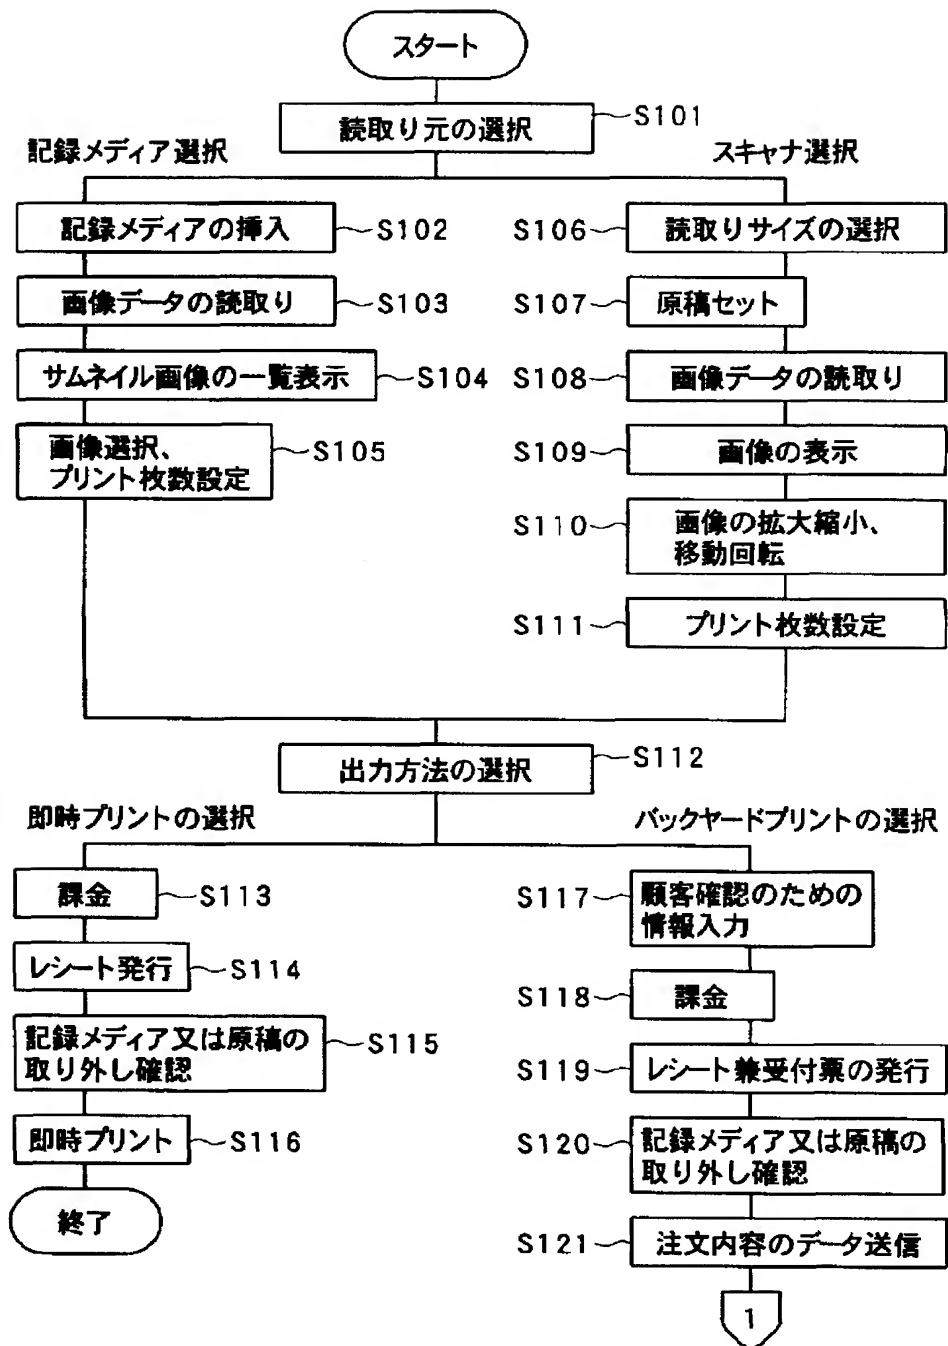 スタート
読取り元の選択
S101
記録メディア選択
スキャナ選択
記録メディアの挿入
S102
画像データの読取り
S103
サムネイル画像の一覧表示
S104
画像選択、
プリント枚数設定
S105
S106
読取りサイズの選択
S107
原稿セット
S108
画像データの読取り
S109
画像の表示
S110
画像の拡大縮小、
移動回転
S111
プリント枚数設定
出力方法の選択
S112
即時プリントの選択
バックヤードプリントの選択
課金
S113
レシート発行
S114
記録メディア又は原稿の
取り外し確認
S115
即時プリント
S116
終了
S117
顧客確認のための
情報入力
S118
課金
S119
レシート兼受付票の発行
S120
記録メディア又は原稿の
取り外し確認
S121
注文内容のデータ送信
1